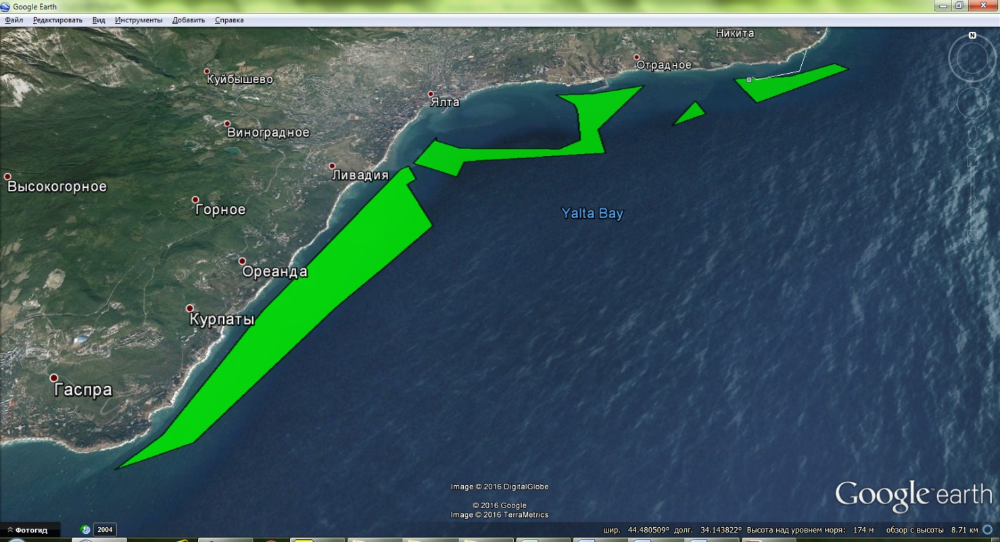 Google Earth
Файл Редактировать Вид Инструменты Добавить Справка
Никита
N
Отрадное
Куйбышево
Ялта
Виноградное
Ливадия
Высокогорное
Горное
Yalta Bay
Ореанда
Курпаты
Гаспра
Image © 2016 DigitalGlobe
Google earth
© 2016 Google
Image © 2016 TerraMetrics
Фотогид 2004 шир. 44.480509° долг. 34.143822° Высота над уровнем моря: 174 м обзор с высоты 8.71 км